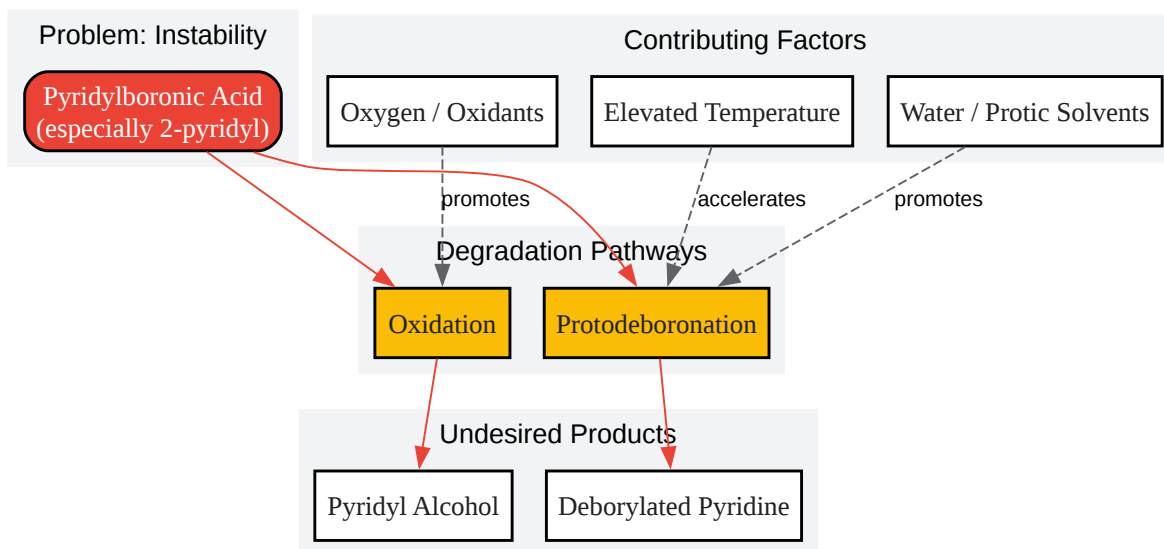 Problem: Instability
Pyridylboronic Acid
(especially 2-pyridyl)
Contributing Factors
Oxygen / Oxidants
Elevated Temperature
Water / Protic Solvents
promotes
accelerates
promotes
Degradation Pathways
Oxidation
Protodeboronation
Undesired Products
Pyridyl Alcohol
Deborylated Pyridine